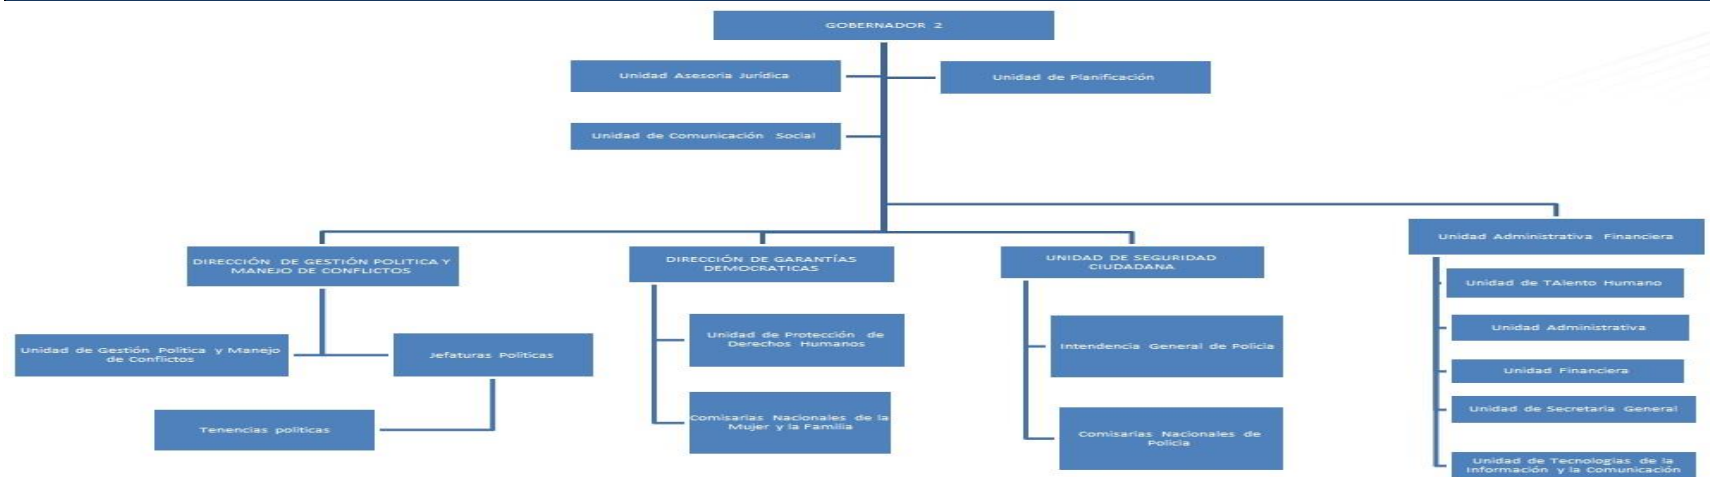 GOBERNADOR 2
Unidad Asesoria Jurídica
Unidad de Planificación
Unidad de Comunicación Social
DIRECCIÓN DE GESTIÓN POLITICA Y
MANEJO DE CONFLICTOS
Unidad de Gestión Política y Manejo
de Conflictos
Jefaturas Políticas
Tenencias políticas
DIRECCIÓN DE GARANTÍAS
DEMOCRATICAS
Unidad de Protección de
Derechos Humanos
Comisarias Nacionales de la
Mujer y la Familia
UNIDAD DE SEGURIDAD
CIUDADANA
Intendencia General de Policia
Comisarias Nacionales de
Policia
Unidad Administrativa Financiera
Unidad de TAlento Humano
Unidad Administrativa
Unidad Financiera
Unidad de Secretaria General
Unidad de Tecnologias de la
Información y la Comunicación